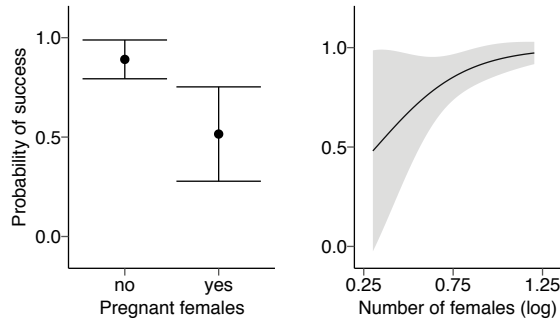 Probability of success
1.0
0.5
0.0
no yes
Pregnant females
1.0
0.5
0.0
0.25 0.75 1.25
Number of females (log)